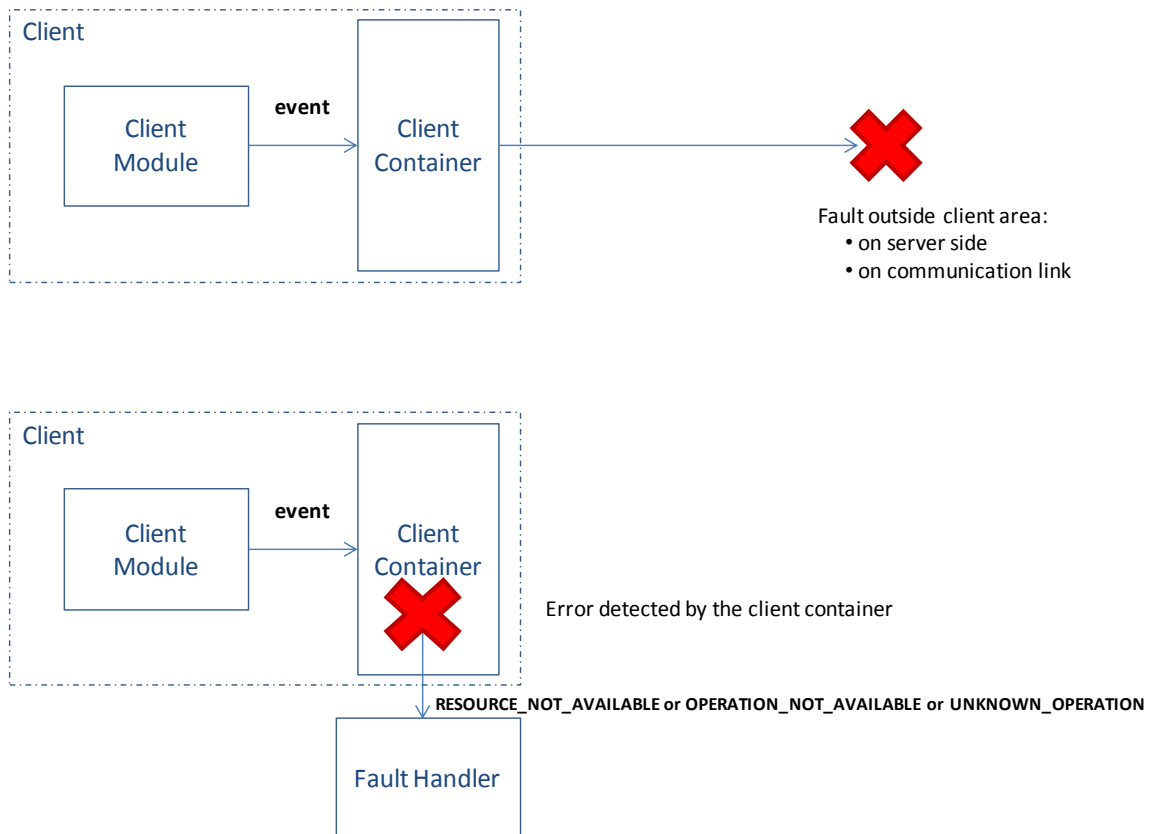 Client
event
Client
Module
Client
Container
Fault outside client area:
• on server side
• on communication link
Client
event
Client
Module
Client
Container
Error detected by the client container
RESOURCE_NOT_AVAILABLE or OPERATION_NOT_AVAILABLE or UNKNOWN_OPERATION
Fault Handler